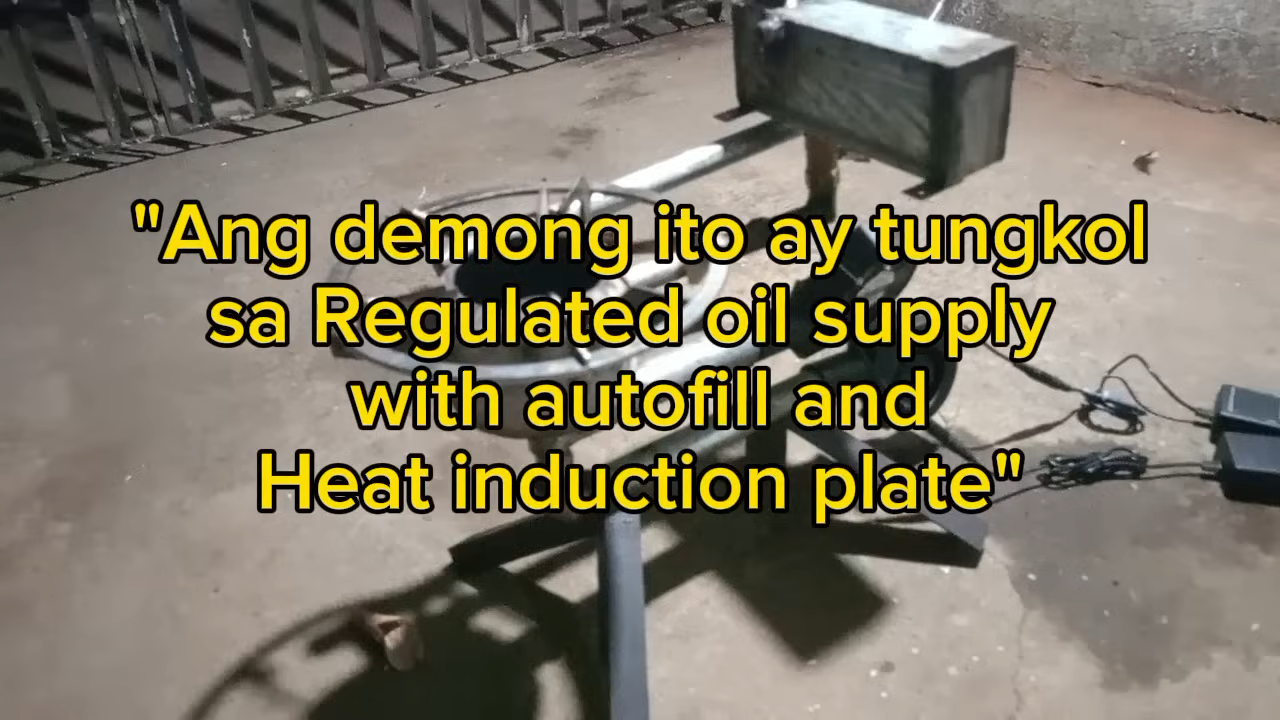 "Ang demong ito ay tungkol
sa Regulated oil supply
with autofill and
Heat induction plate"